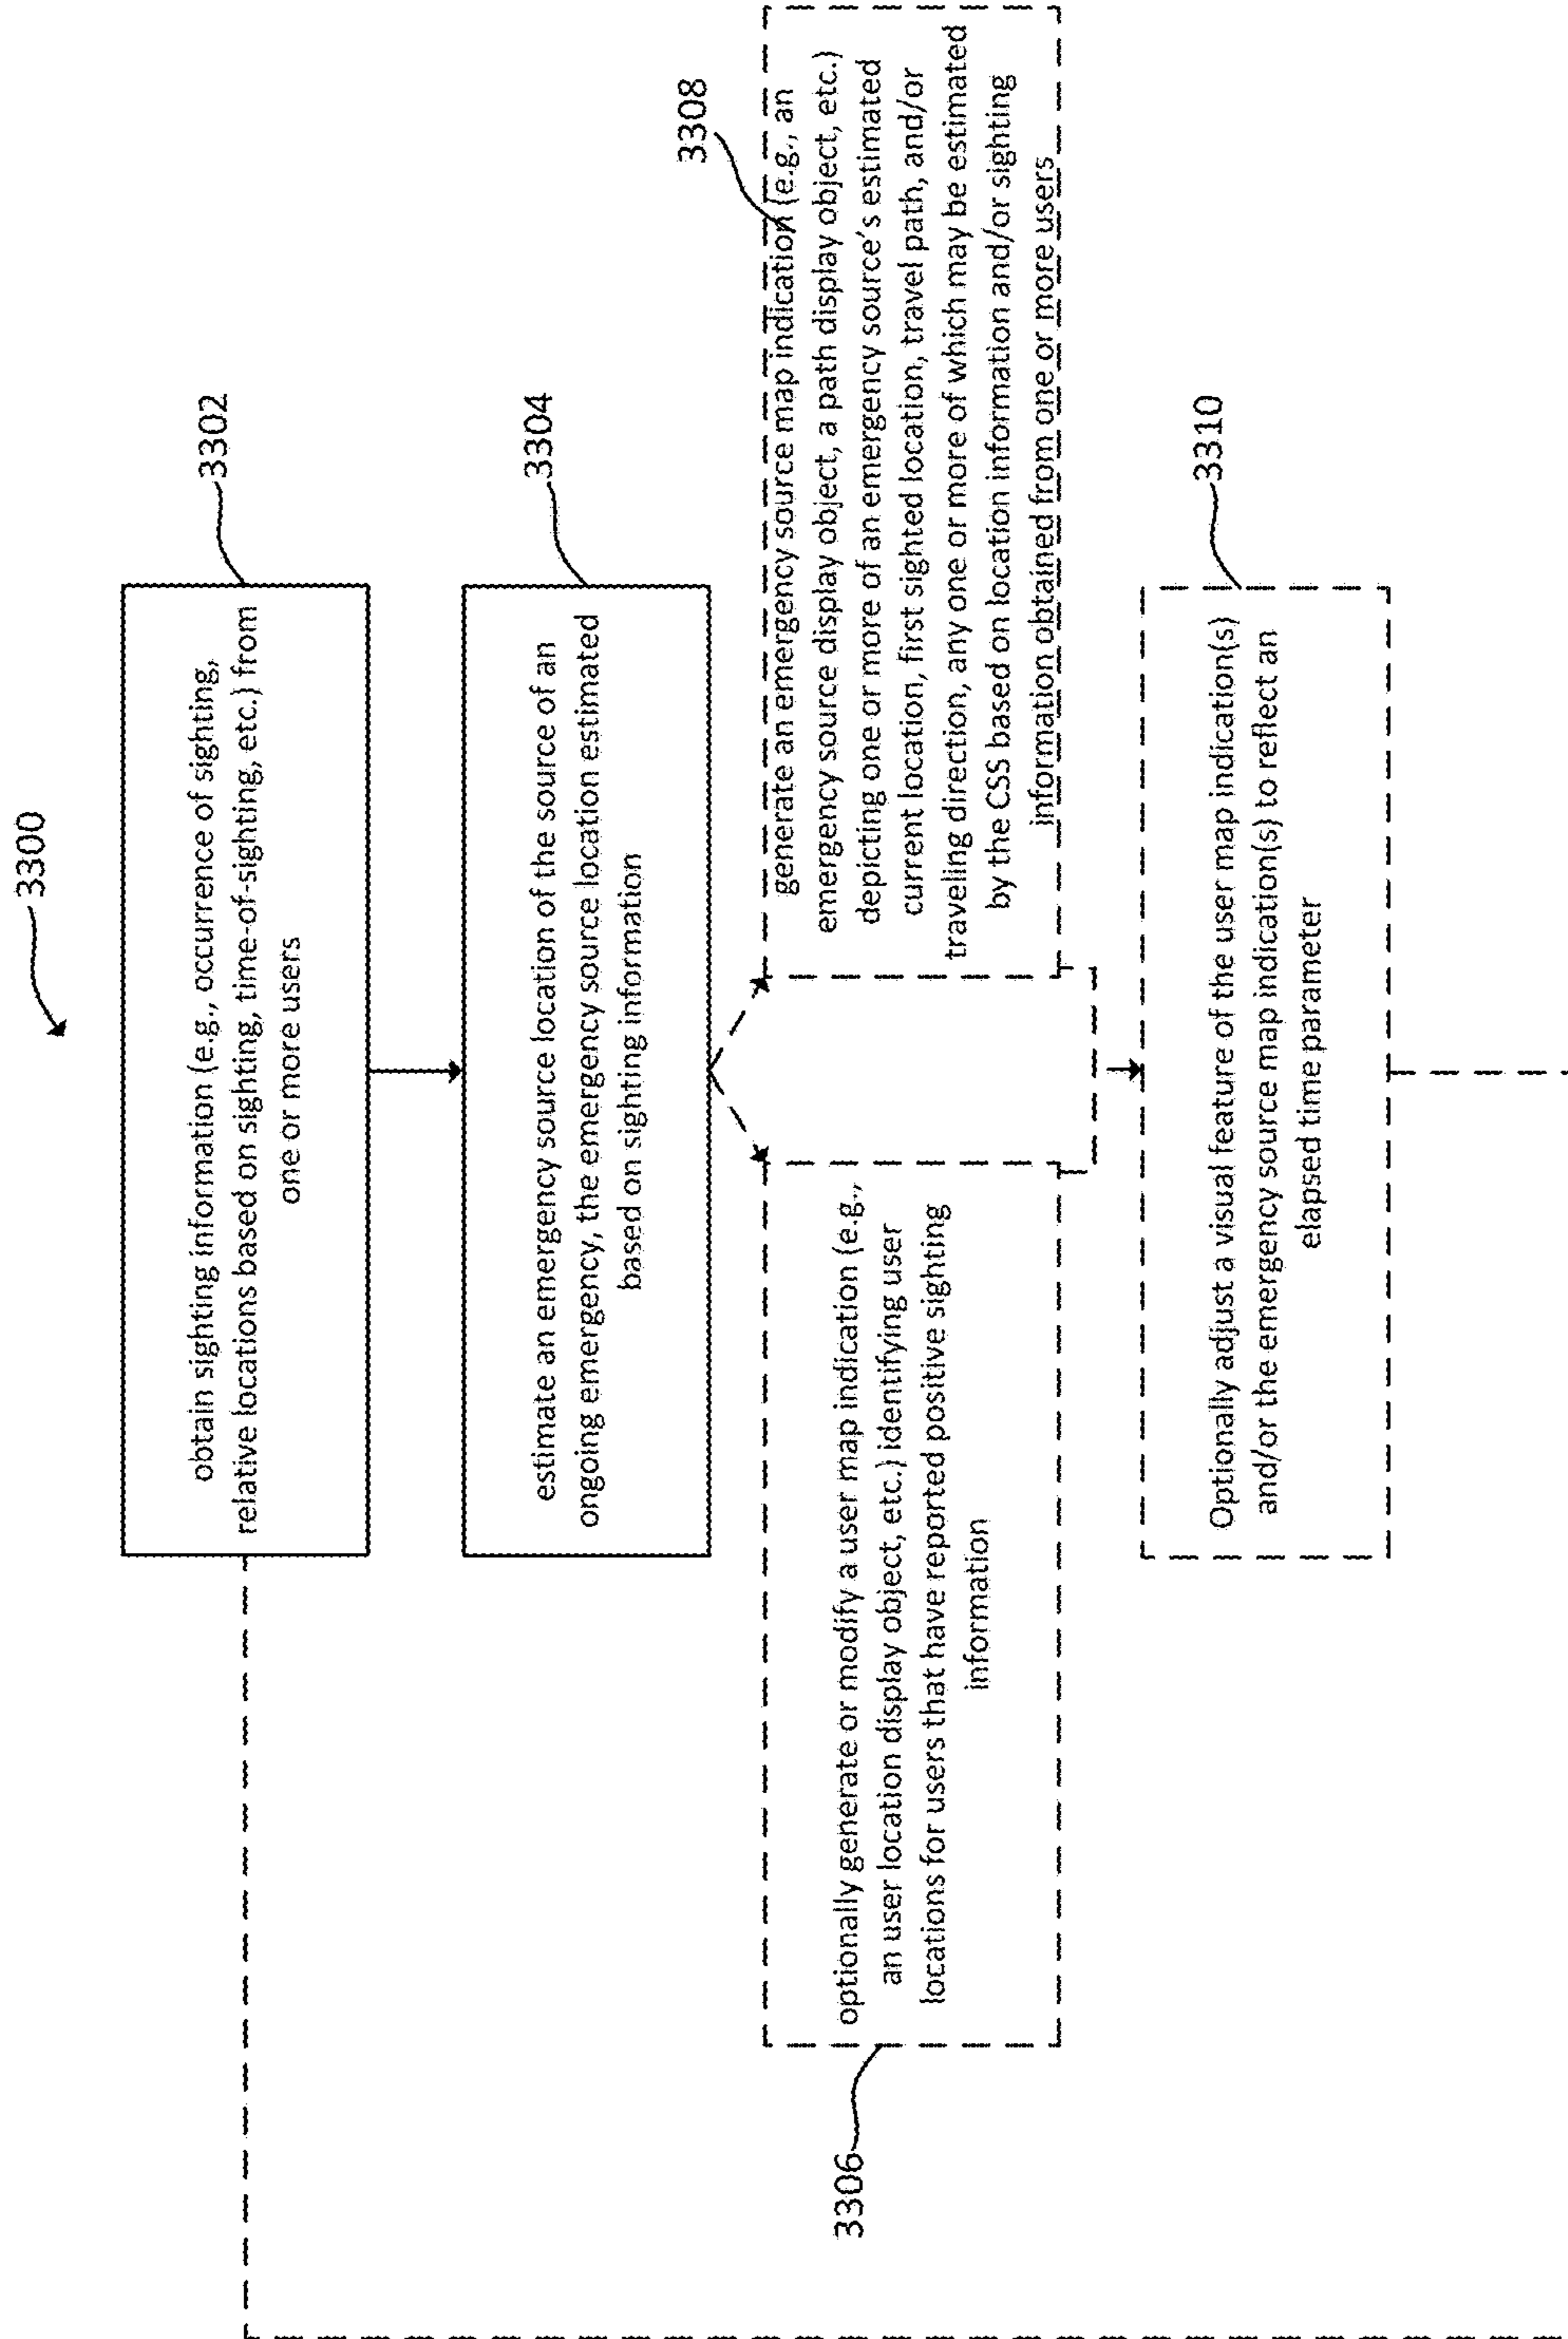 3300
3302
obtain sighting information (e.g., occurrence of sighting,
relative locations based on sighting, time-of-sighting, etc.) from
one or more users
3304
estimate an emergency source location of the source of an
ongoing emergency, the emergency source location estimated
based on sighting information
3306
optionally generate or modify a user map indication (e.g.,
an user location display object, etc.) identifying user
locations for users that have reported positive sighting
information
3308
generate an emergency source map indication (e.g., an
emergency source display object, a path display object, etc.)
depicting one or more of an emergency source's estimated
current location, first sighted location, travel path, and/or
traveling direction, any one or more of which may be estimated
by the CSS based on location information and/or sighting
information obtained from one or more users
3310
Optionally adjust a visual feature of the user map indication(s)
and/or the emergency source map indication(s) to reflect an
elapsed time parameter